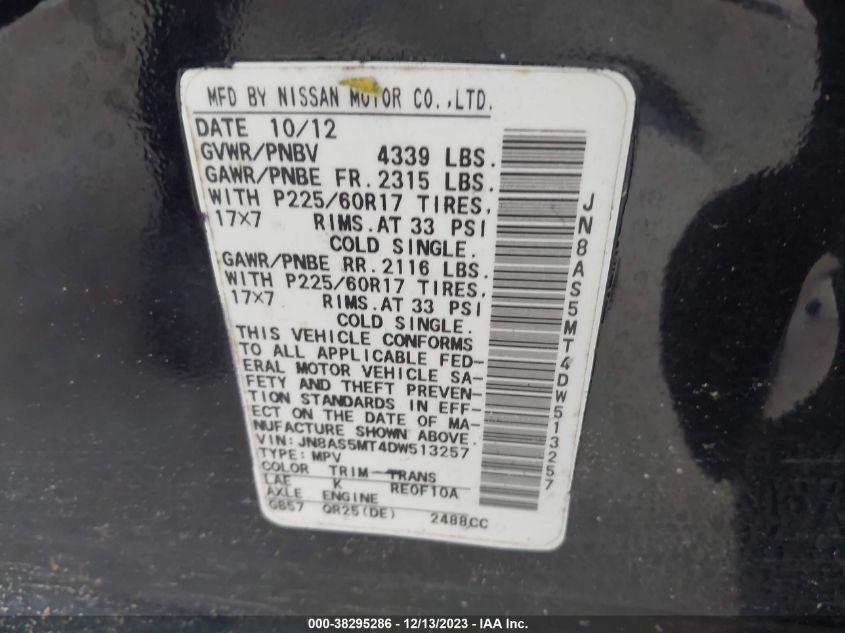 MFD BY NISSAN MOTOR CO.,LTD.
DATE 10/12
GVWR/PNBV 4339 LBS.
GAWR/PNBE FR. 2315 LBS.
WITH P225/60R17 TIRES,
17X7 RIMS.AT 33 PSI
COLD SINGLE.
GAWR/PNBE RR. 2116 LBS.
WITH P225/60R17 TIRES,
17X7 RIMS.AT 33 PSI
COLD SINGLE.
THIS VEHICLE CONFORMS
TO ALL APPLICABLE FED-
ERAL MOTOR VEHICLE SA-
FETY AND THEFT PREVEN-
TION STANDARDS IN EFF-
ECT ON THE DATE OF MA-
NUFACTURE SHOWN ABOVE.
VIN: JN8AS5MT4DW513257
TYPE: MPV
COLOR TRIM TRANS
LAE K RE0F10A
AXLE ENGINE
GB57 QR25(DE) 2488CC
JN8AS5MT4DW513257
000-38295286 - 12/13/2023 - IAA Inc.